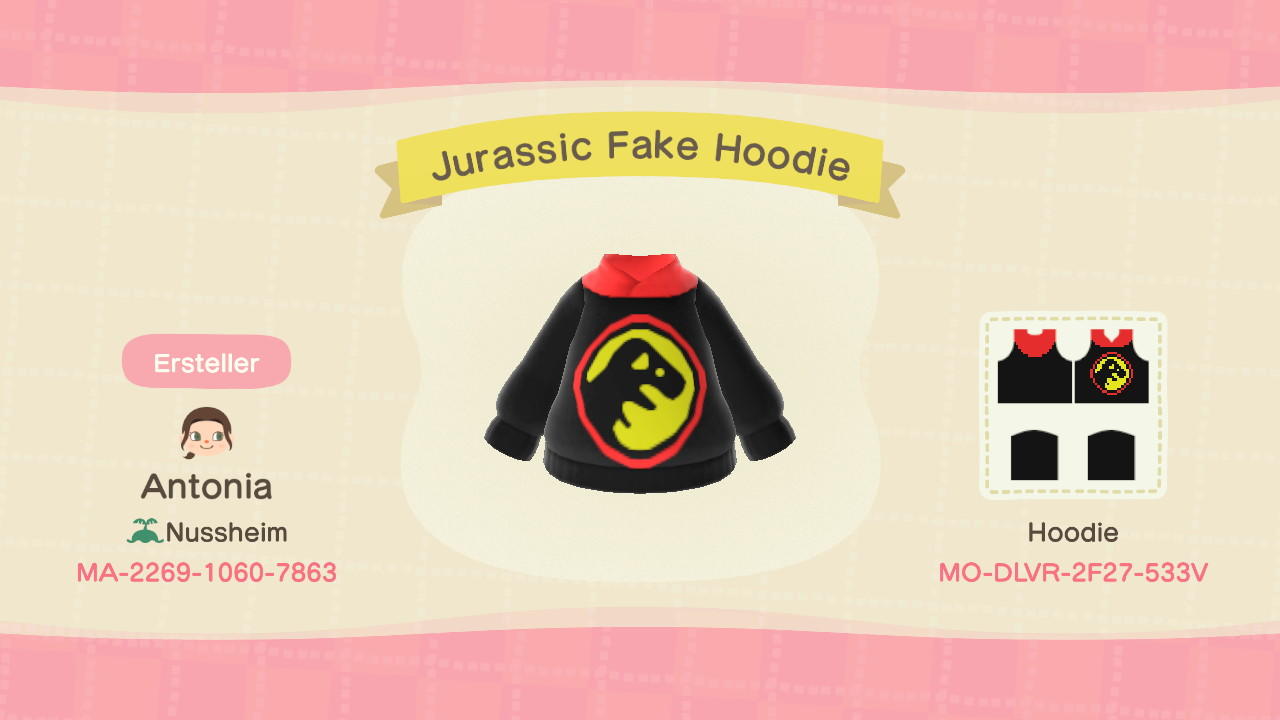 Jurassic Fake Hoodie
Ersteller
Antonia
Nussheim
MA-2269-1060-7863
Hoodie
MO-DLVR-2F27-533V